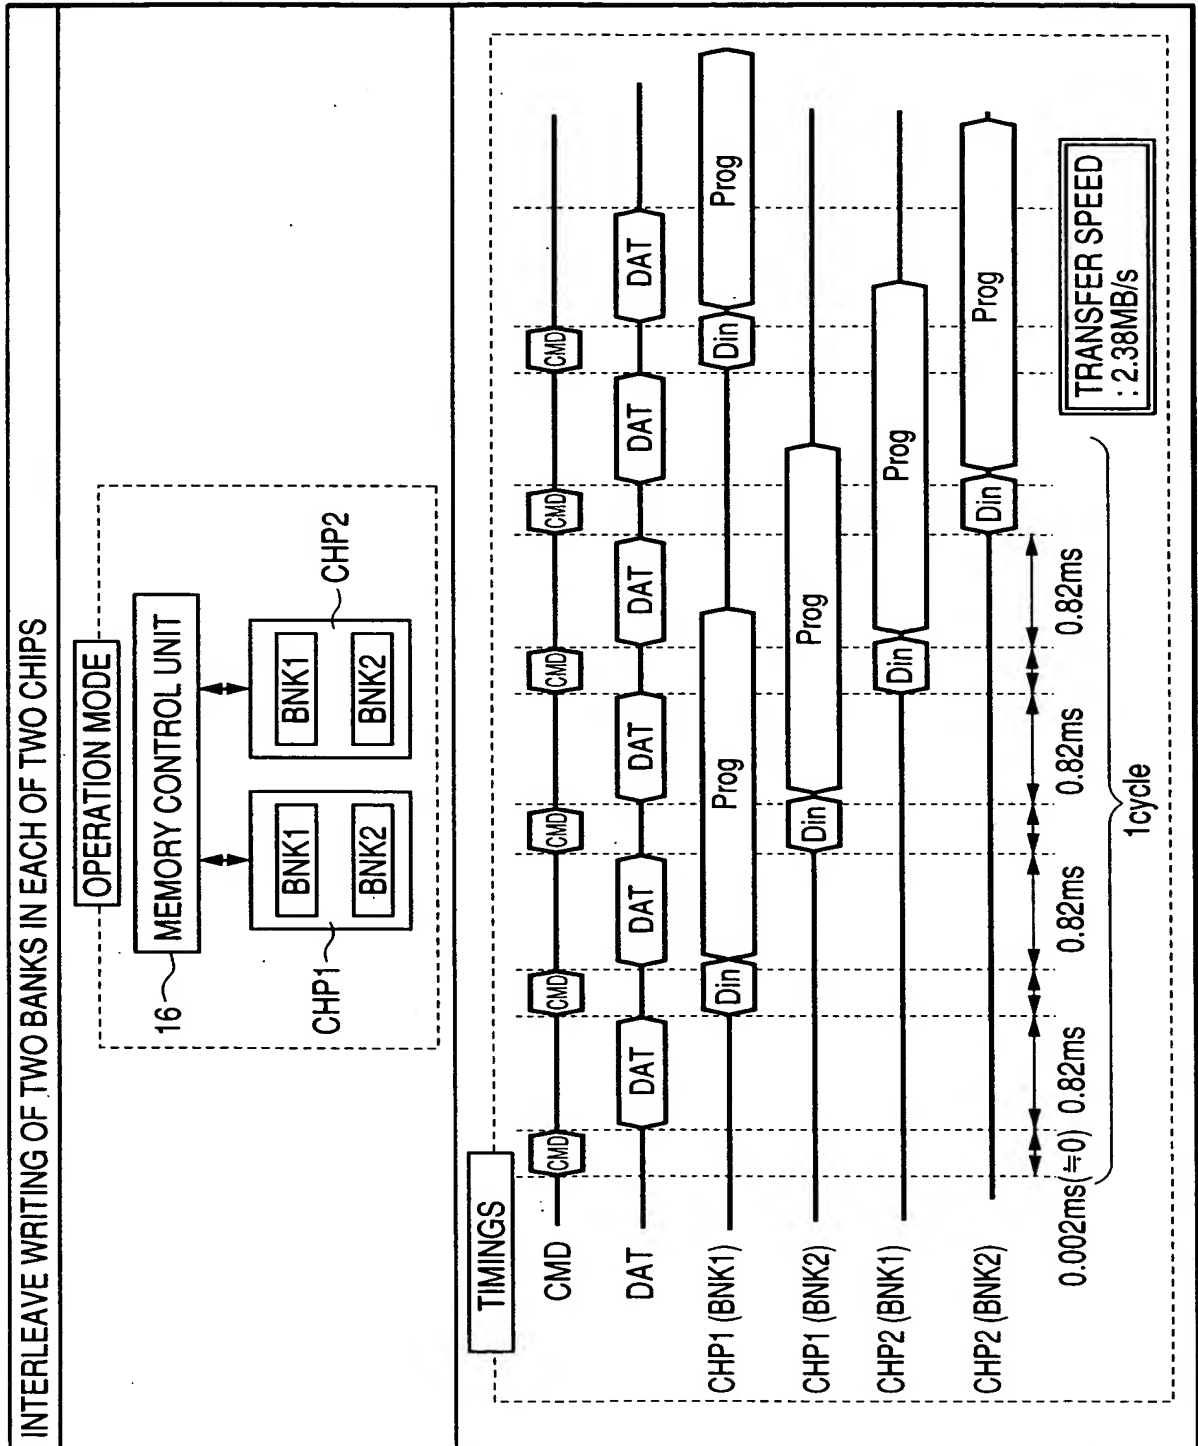 INTERLEAVE WRITING OF TWO BANKS IN EACH OF TWO CHIPS
OPERATION MODE
16
MEMORY CONTROL UNIT
CHP1
BNK1
BNK2
CHP2
BNK1
BNK2
TIMINGS
CMD
CMD CMD CMD CMD CMD CMD
DAT
DAT DAT DAT DAT DAT DAT
CHP1 (BNK1)
Din Prog Din Prog
CHP1 (BNK2)
Din Prog
CHP2 (BNK1)
Din Prog
CHP2 (BNK2)
Din Prog
0.002ms(≒0) 0.82ms 0.82ms 0.82ms 0.82ms
1cycle
TRANSFER SPEED
: 2.38MB/s